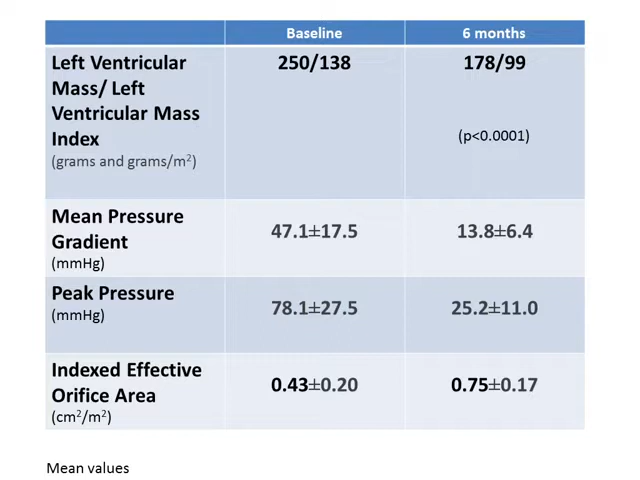 Baseline 6 months
Left Ventricular 250/138 178/99
Mass/ Left
Ventricular Mass
Index (p<0.0001)
(grams and grams/m²)
Mean Pressure
Gradient 47.1±17.5 13.8±6.4
(mmHg)
Peak Pressure 78.1±27.5 25.2±11.0
(mmHg)
Indexed Effective
Orifice Area 0.43±0.20 0.75±0.17
(cm²/m²)
Mean values